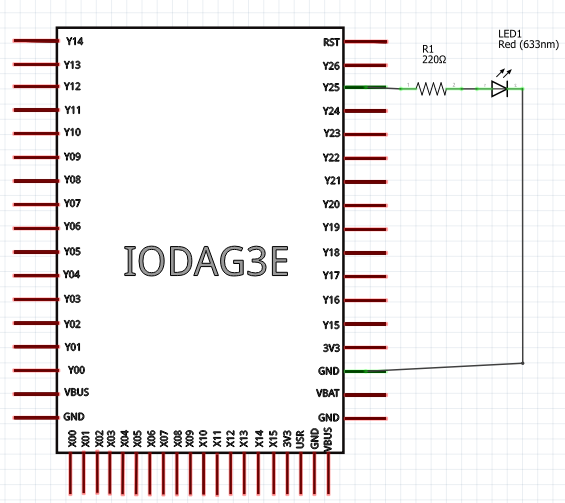 LED1
Red (633nm)
R1
220Ω
Y14
Y13
Y12
Y11
Y10
Y09
Y08
Y07
Y06
Y05
Y04
Y03
Y02
Y01
Y00
VBUS
GND
RST
Y26
Y25
Y24
Y23
Y22
Y21
Y20
Y19
Y18
Y17
Y16
Y15
3V3
GND
VBAT
GND
IODAG3E
X00
X01
X02
X03
X04
X05
X06
X07
X08
X09
X10
X11
X12
X13
X14
X15
3V3
USR
GND
VBUS